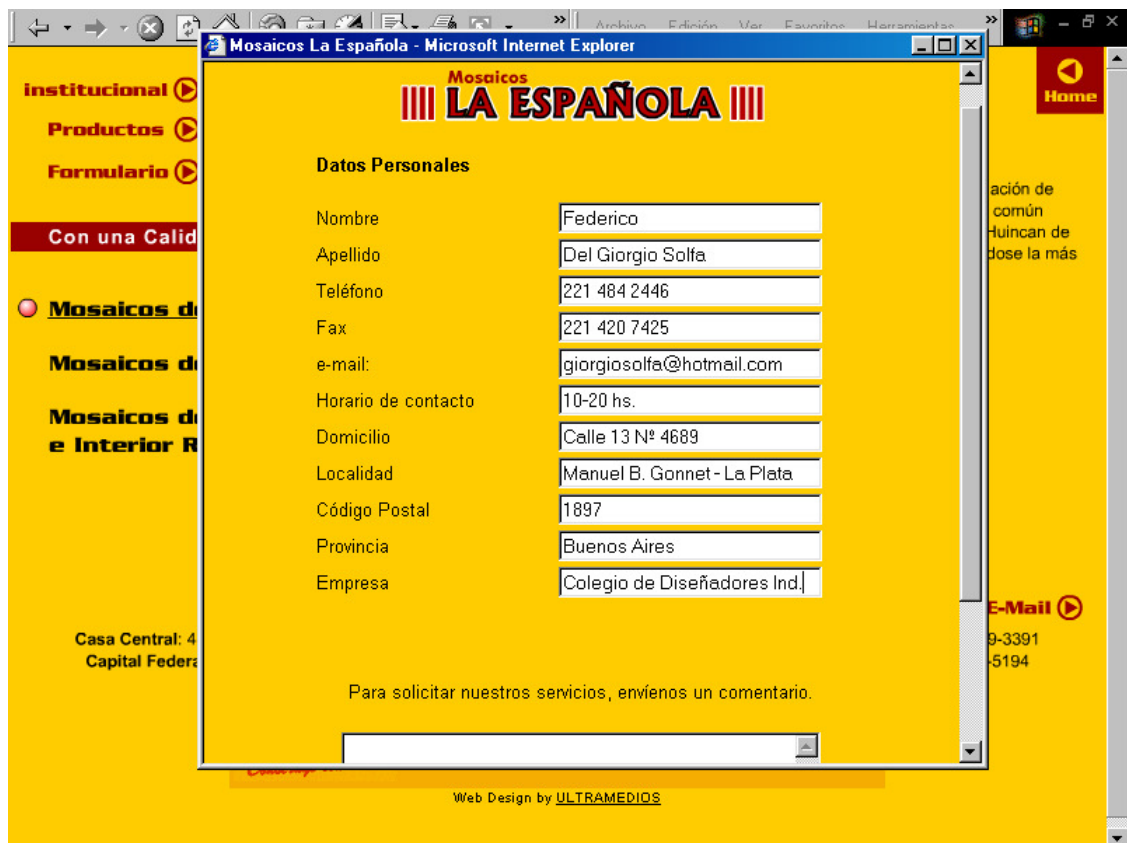 »
Archivo Edición Ver Favoritos Herramientas
»
Mosaicos La Española - Microsoft Internet Explorer
institucional
Productos
Formulario
Home
Mosaicos
LA ESPAÑOLA
Datos Personales
Nombre Federico
Apellido Del Giorgio Solfa
Teléfono 221 484 2446
Fax 221 420 7425
e-mail: giorgiosolfa@hotmail.com
Horario de contacto 10-20 hs.
Domicilio Calle 13 Nº 4689
Localidad Manuel B. Gonnet - La Plata
Código Postal 1897
Provincia Buenos Aires
Empresa Colegio de Diseñadores Ind.
Para solicitar nuestros servicios, envíenos un comentario.
Con una Calid
Mosaicos d
Mosaicos d
Mosaicos d
e Interior R
ación de
común
Huincan de
dose la más
E-Mail
Casa Central: 4
9-3391
Capital Federa
-5194
Web Design by ULTRAMEDIOS